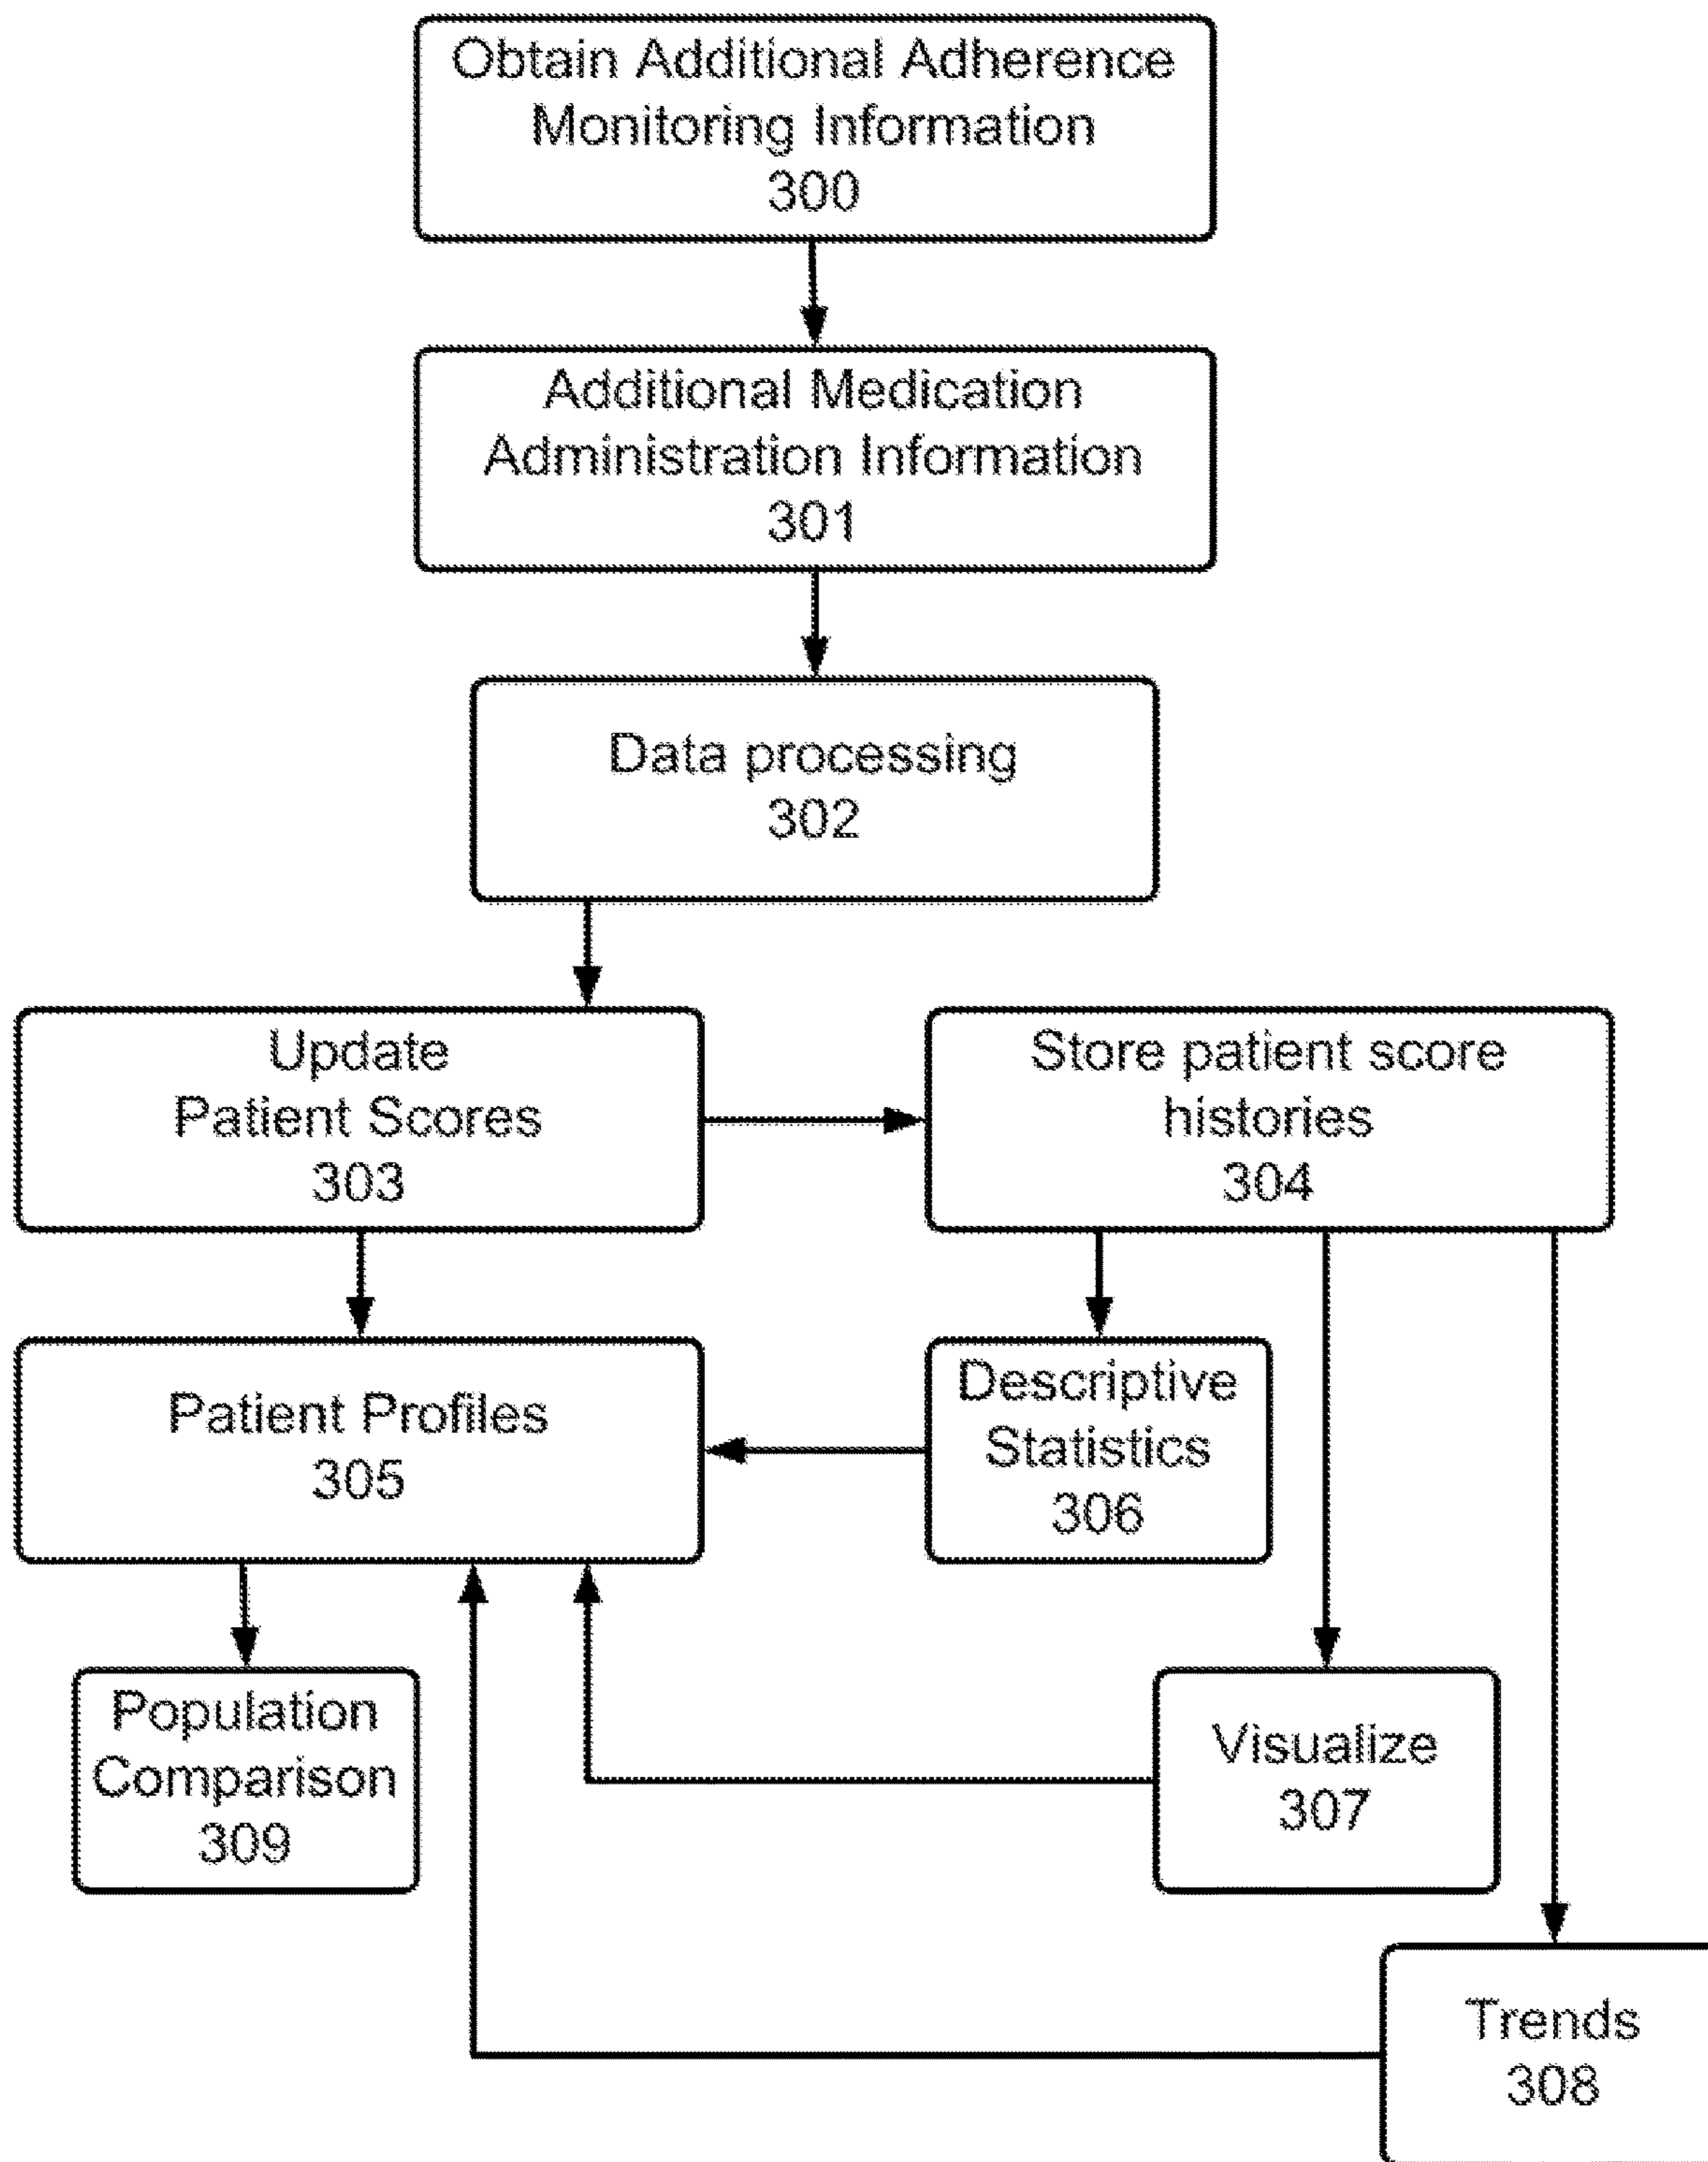 Obtain Additional Adherence
Monitoring Information
300
Additional Medication
Administration Information
301
Data processing
302
Update
Patient Scores
303
Store patient score
histories
304
Patient Profiles
305
Descriptive
Statistics
306
Population
Comparison
309
Visualize
307
Trends
308